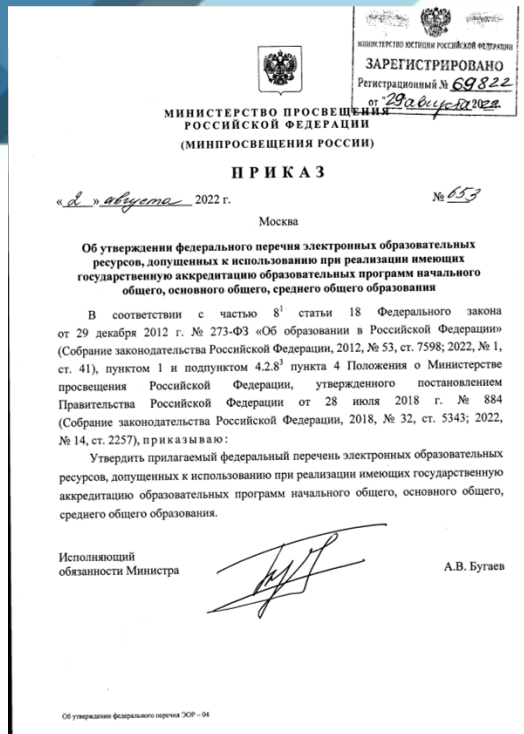 МИНИСТЕРСТВО ЮСТИЦИИ РОССИЙСКОЙ ФЕДЕРАЦИИ
ЗАРЕГИСТРИРОВАНО
Регистрационный № 69822
от "29 августа 2022
МИНИСТЕРСТВО ПРОСВЕЩЕНИЯ
РОССИЙСКОЙ ФЕДЕРАЦИИ
(МИНПРОСВЕЩЕНИЯ РОССИИ)
ПРИКАЗ
« 2 » августа 2022 г.
№ 653
Москва
Об утверждении федерального перечня электронных образовательных
ресурсов, допущенных к использованию при реализации имеющих
государственную аккредитацию образовательных программ начального
общего, основного общего, среднего общего образования
В соответствии с частью 8¹ статьи 18 Федерального закона
от 29 декабря 2012 г. № 273-ФЗ «Об образовании в Российской Федерации»
(Собрание законодательства Российской Федерации, 2012, № 53, ст. 7598; 2022, № 1,
ст. 41), пунктом 1 и подпунктом 4.2.8³ пункта 4 Положения о Министерстве
просвещения Российской Федерации, утвержденного постановлением
Правительства Российской Федерации от 28 июля 2018 г. № 884
(Собрание законодательства Российской Федерации, 2018, № 32, ст. 5343; 2022,
№ 14, ст. 2257), приказываю:
Утвердить прилагаемый федеральный перечень электронных образовательных
ресурсов, допущенных к использованию при реализации имеющих государственную
аккредитацию образовательных программ начального общего, основного общего,
среднего общего образования.
Исполняющий
обязанности Министра
А.В. Бугаев
Об утверждении федерального перечня ЭОР – 04